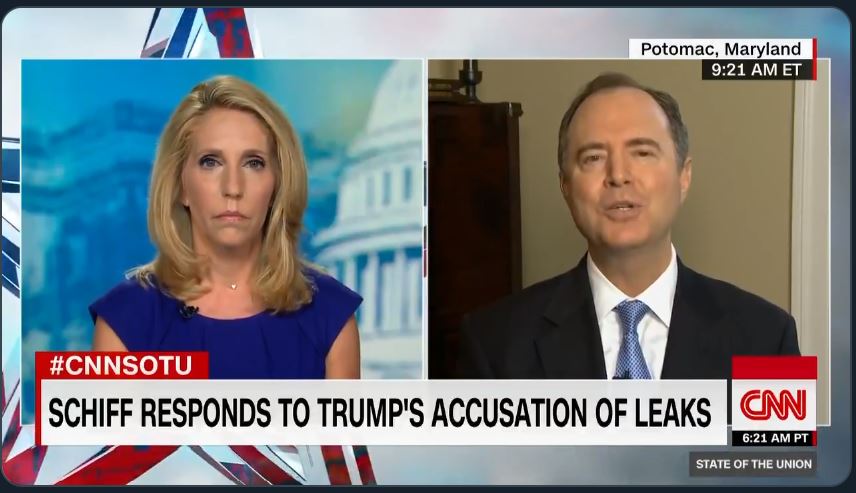 Potomac, Maryland
9:21 AM ET
#CNNSOTU
SCHIFF RESPONDS TO TRUMP'S ACCUSATION OF LEAKS
CNN
6:21 AM PT
STATE OF THE UNION